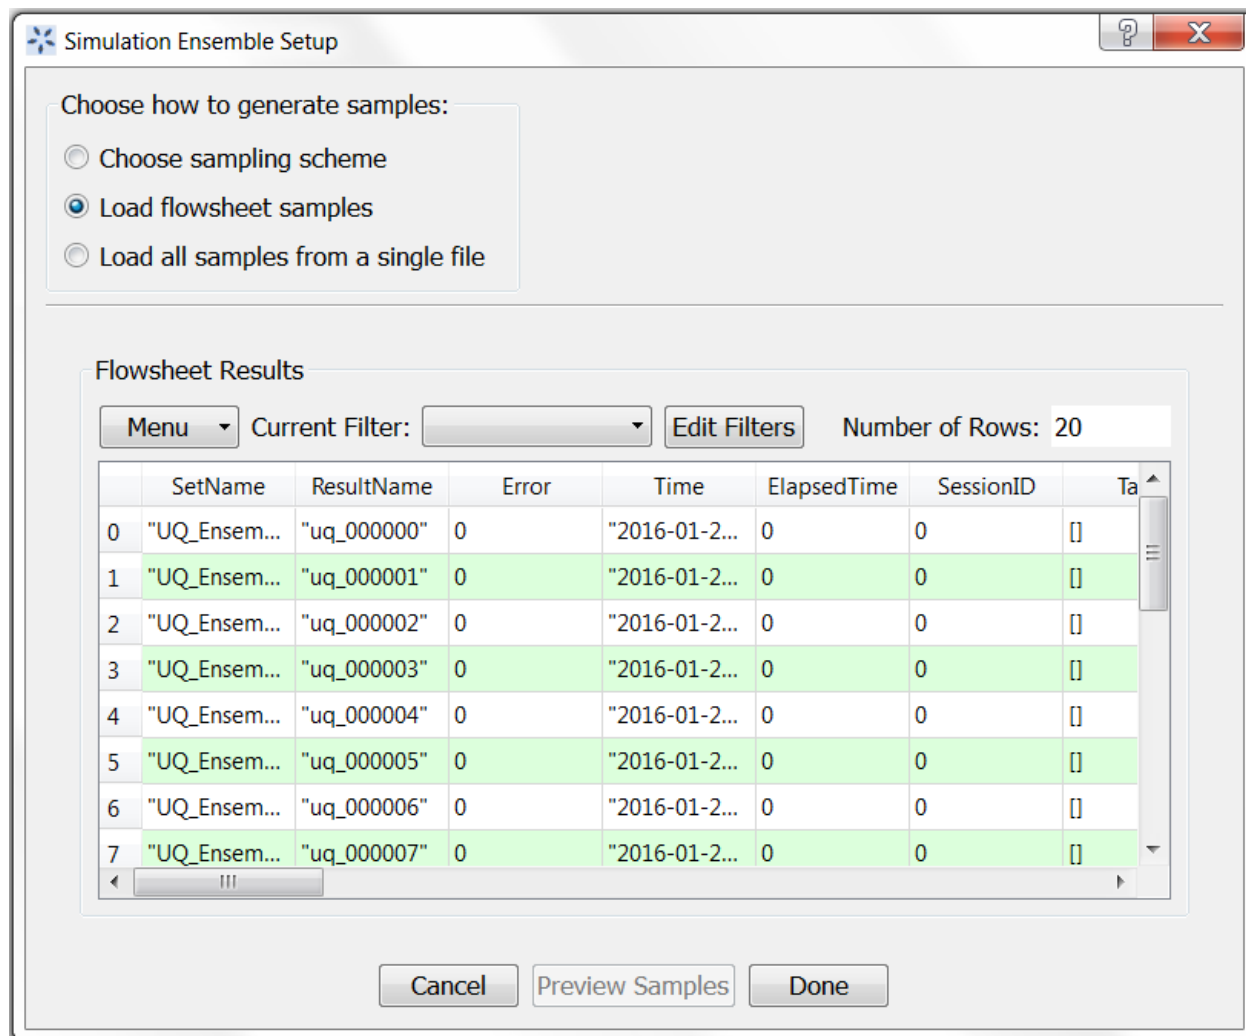 Simulation Ensemble Setup
Choose how to generate samples:
Choose sampling scheme
Load flowsheet samples
Load all samples from a single file
Flowsheet Results
Menu Current Filter: Edit Filters Number of Rows: 20
SetName ResultName Error Time ElapsedTime SessionID Ta
0 "UQ_Ensem... "uq_000000" 0 "2016-01-2... 0 0 []
1 "UQ_Ensem... "uq_000001" 0 "2016-01-2... 0 0 []
2 "UQ_Ensem... "uq_000002" 0 "2016-01-2... 0 0 []
3 "UQ_Ensem... "uq_000003" 0 "2016-01-2... 0 0 []
4 "UQ_Ensem... "uq_000004" 0 "2016-01-2... 0 0 []
5 "UQ_Ensem... "uq_000005" 0 "2016-01-2... 0 0 []
6 "UQ_Ensem... "uq_000006" 0 "2016-01-2... 0 0 []
7 "UQ_Ensem... "uq_000007" 0 "2016-01-2... 0 0 []
Cancel Preview Samples Done